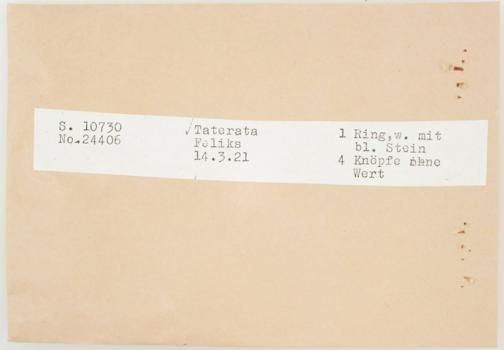 S. 10730
No.24406
✓Taterata
Feliks
14.3.21
1 Ring,w. mit
bl. Stein
4 Knöpfe ohne
Wert